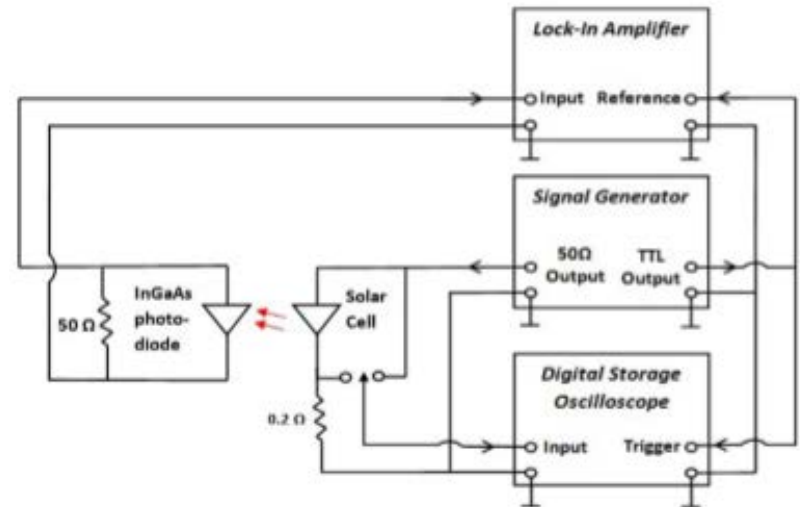 Lock-In Amplifier
Input Reference
Signal Generator
50Ω TTL
Output Output
InGaAs
photo-
diode
50 Ω
Solar
Cell
0.2 Ω
Digital Storage
Oscilloscope
Input Trigger